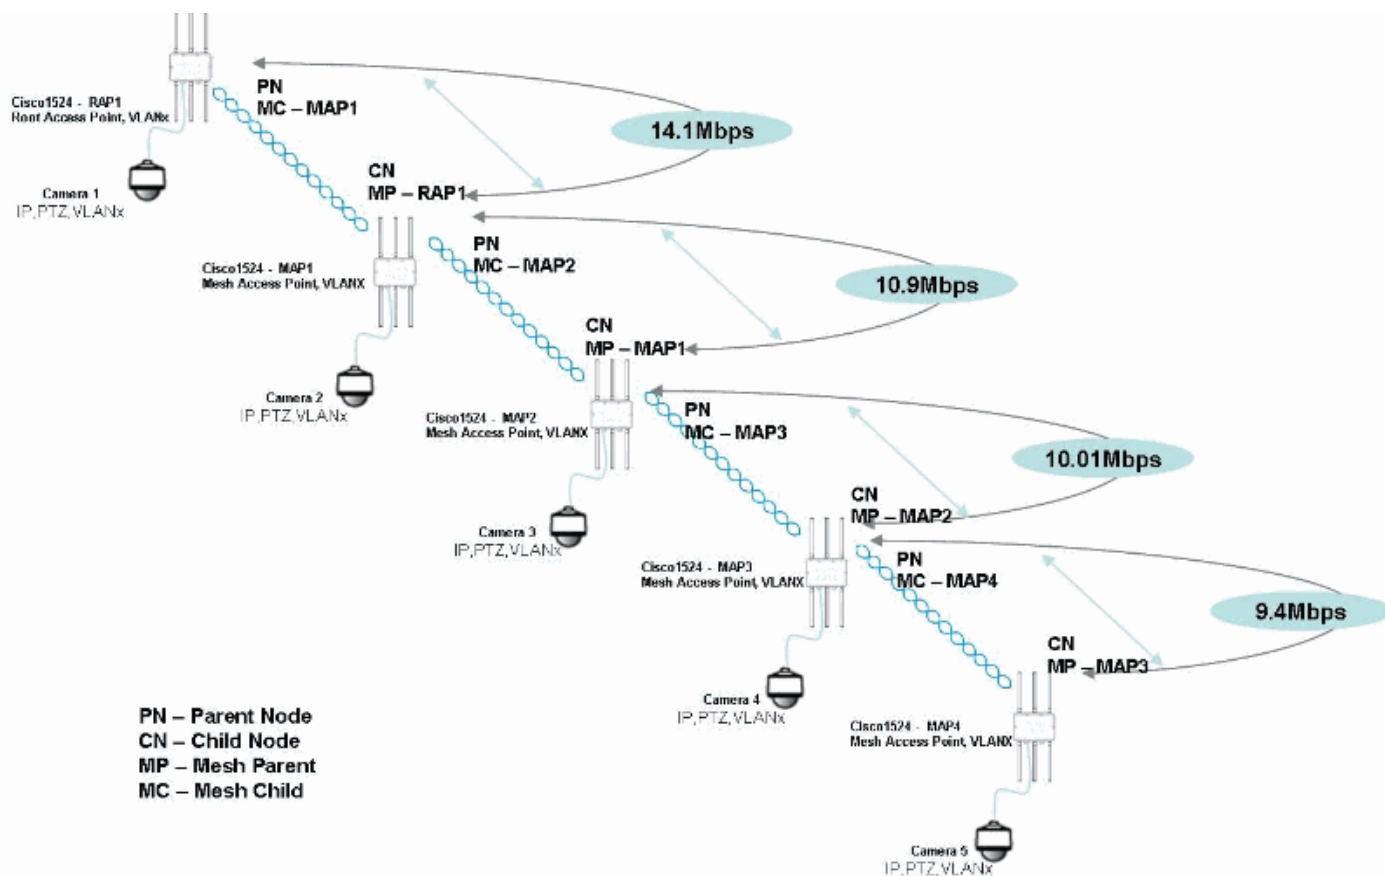 PN
MC – MAP1
Cisco1524 - RAP1
Root Access Point, VLANx
14.1Mbps
CN
MP – RAP1
Camera 1
IP,PTZ,VLANx
PN
MC – MAP2
Cisco1524 - MAP1
Mesh Access Point, VLANX
10.9Mbps
CN
MP – MAP1
Camera 2
IP,PTZ,VLANx
Cisco1524 - MAP2
Mesh Access Point, VLANX
PN
MC – MAP3
10.01Mbps
CN
MP – MAP2
Camera 3
IP,PTZ,VLANx
Cisco1524 - MAP3
Mesh Access Point, VLANX
PN
MC – MAP4
9.4Mbps
CN
MP – MAP3
Camera 4
IP,PTZ,VLANx
Cisco1524 - MAP4
Mesh Access Point, VLANX
PN – Parent Node
CN – Child Node
MP – Mesh Parent
MC – Mesh Child
Camera 5
IP,PTZ,VLANx